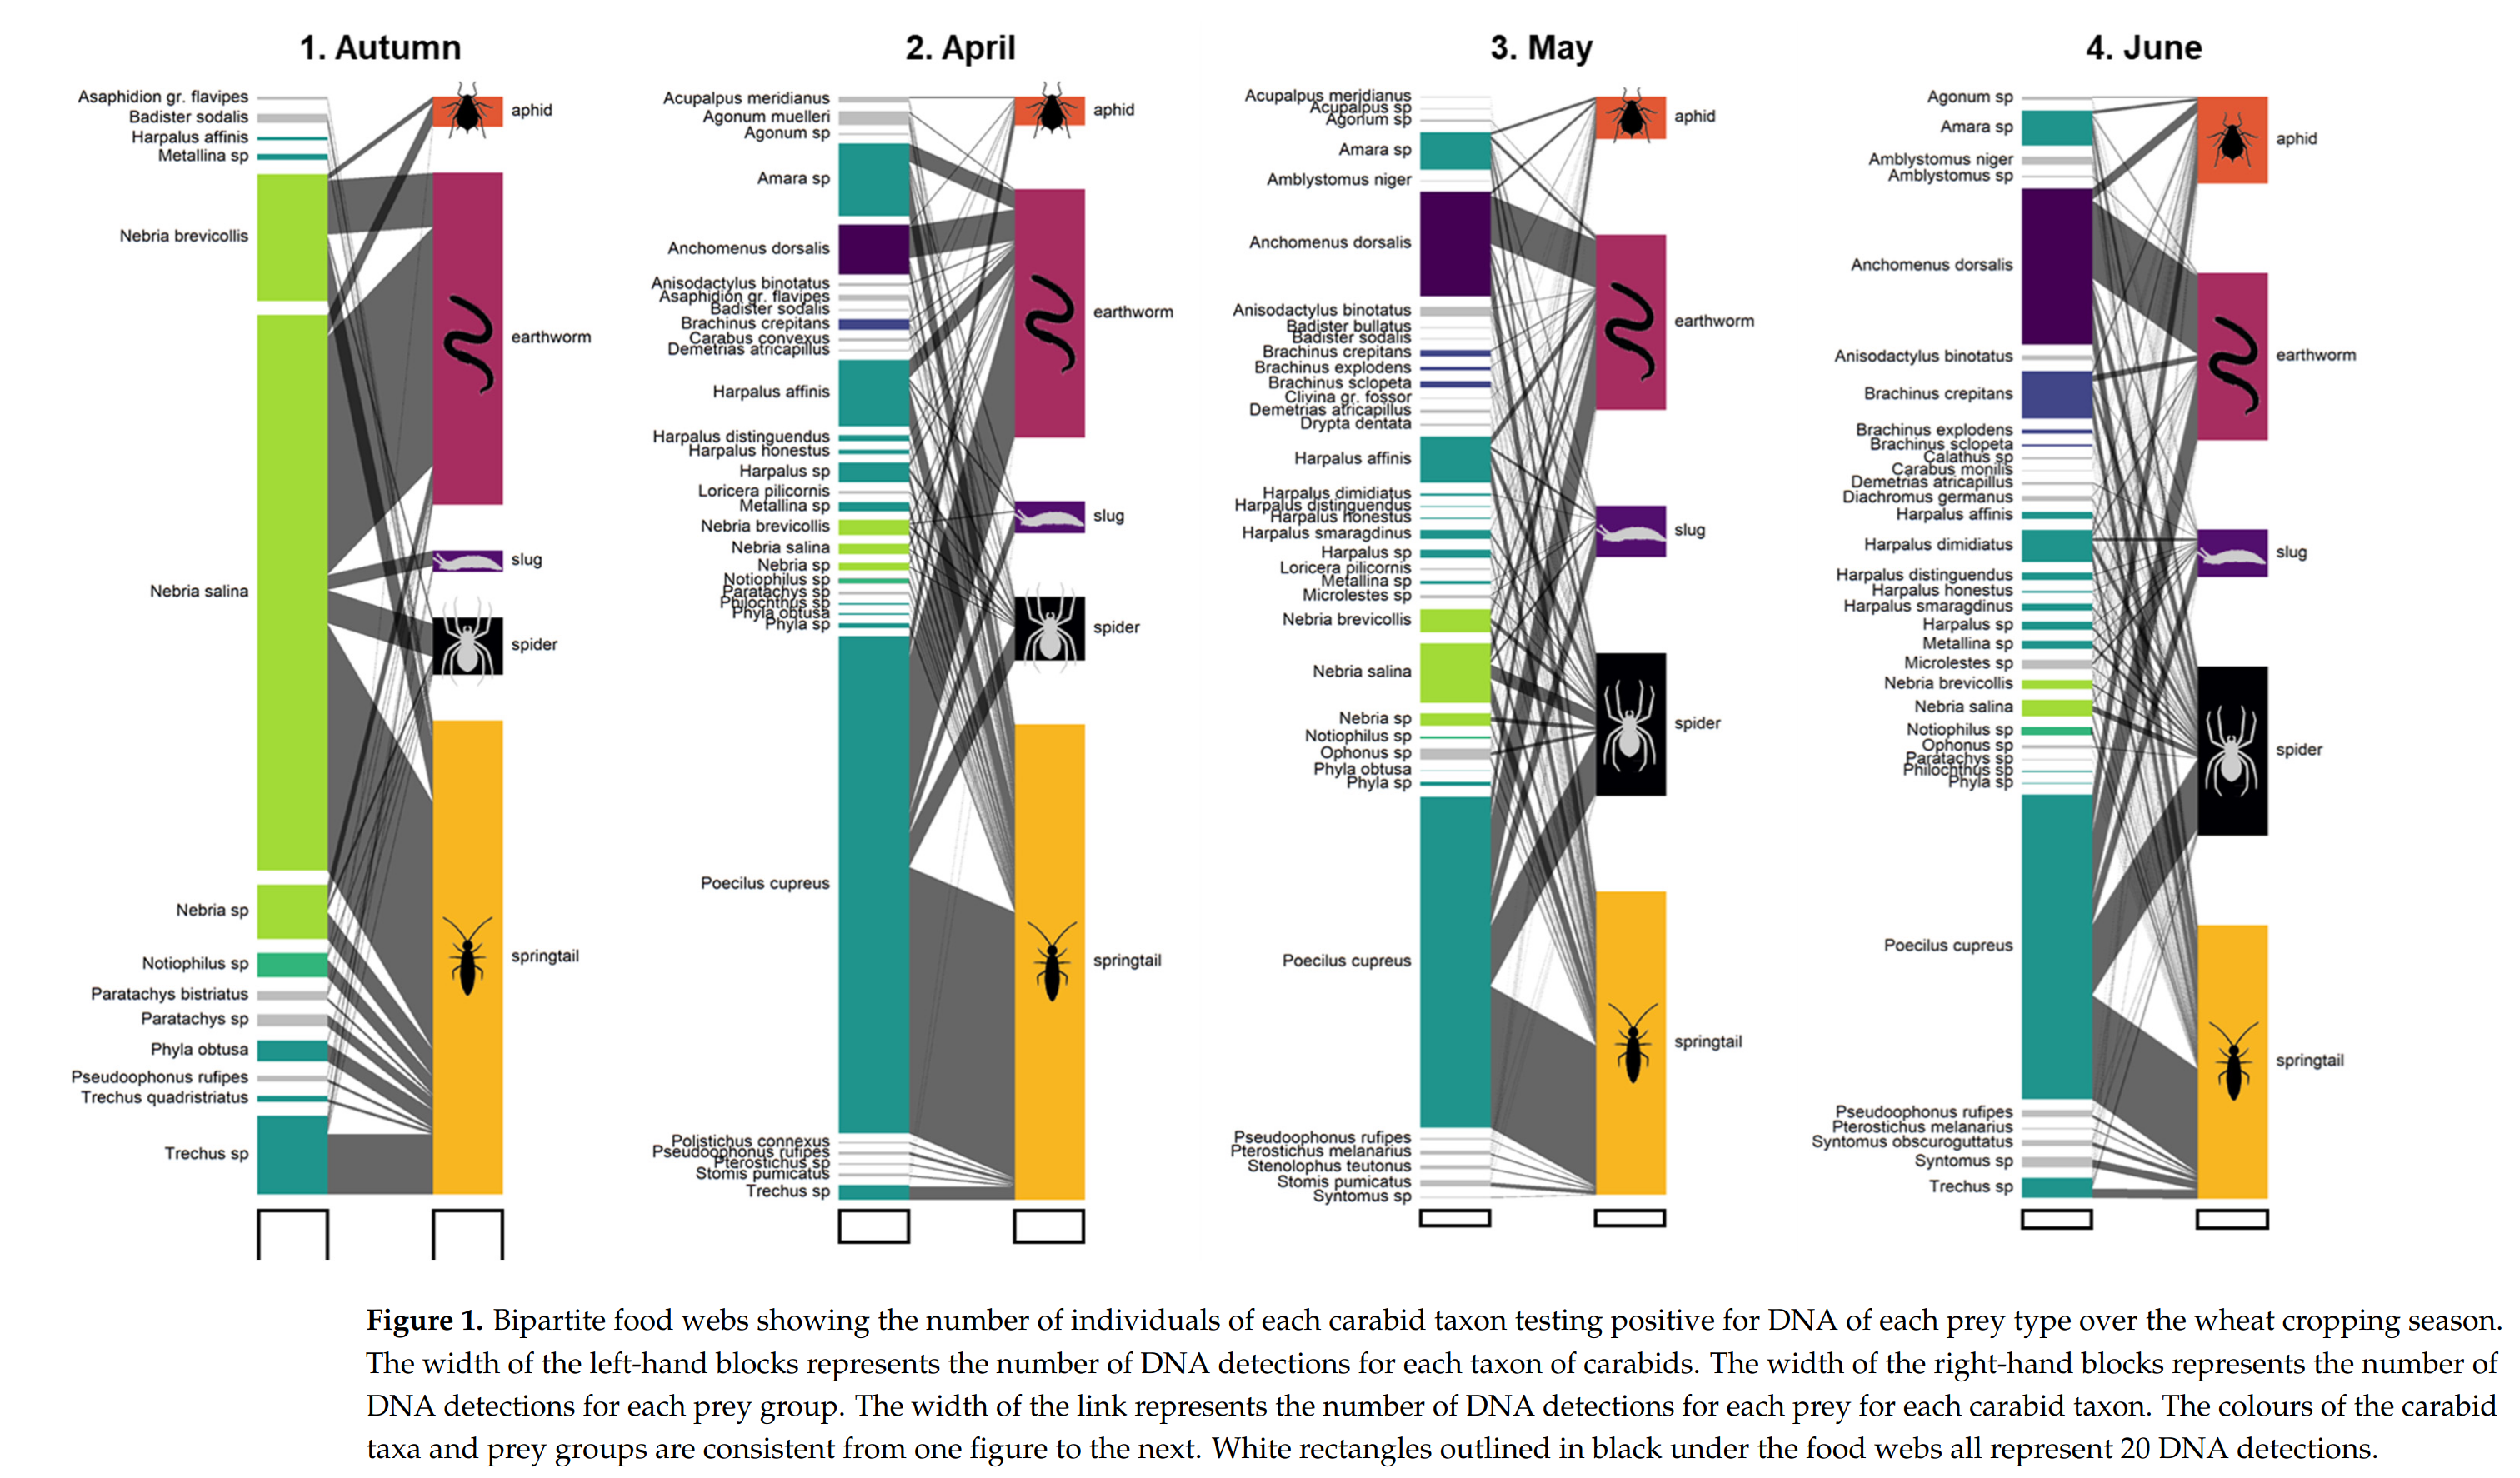 1. Autumn
Asaphidion gr. flavipes
Badister sodalis
Harpalus affinis
Metallina sp
Nebria brevicollis
Nebria salina
Nebria sp
Notiophilus sp
Paratachys bistriatus
Paratachys sp
Phyla obtusa
Pseudoophonus rufipes
Trechus quadristriatus
Trechus sp
aphid
earthworm
slug
spider
springtail
2. April
Acupalpus meridianus
Agonum muelleri
Agonum sp
Amara sp
Anchomenus dorsalis
Anisodactylus binotatus
Asaphidion gr. flavipes
Badister sodalis
Brachinus crepitans
Carabus convexus
Demetrias atricapillus
Harpalus affinis
Harpalus distinguendus
Harpalus honestus
Harpalus sp
Loricera pilicornis
Metallina sp
Nebria brevicollis
Nebria salina
Nebria sp
Notiophilus sp
Paratachys sp
Philochthus sp
Phyla obtusa
Phyla sp
Poecilus cupreus
Polistichus connexus
Pseudoophonus rufipes
Pterostichus sp
Stomis pumicatus
Trechus sp
aphid
earthworm
slug
spider
springtail
3. May
Acupalpus meridianus
Acupalpus sp
Agonum sp
Amara sp
Amblystomus niger
Anchomenus dorsalis
Anisodactylus binotatus
Badister bullatus
Badister sodalis
Brachinus crepitans
Brachinus explodens
Brachinus sclopeta
Clivina gr. fossor
Demetrias atricapillus
Drypta dentata
Harpalus affinis
Harpalus dimidiatus
Harpalus distinguendus
Harpalus honestus
Harpalus smaragdinus
Harpalus sp
Loricera pilicornis
Metallina sp
Microlestes sp
Nebria brevicollis
Nebria salina
Nebria sp
Notiophilus sp
Ophonus sp
Phyla obtusa
Phyla sp
Poecilus cupreus
Pseudoophonus rufipes
Pterostichus melanarius
Stenolophus teutonus
Stomis pumicatus
Syntomus sp
aphid
earthworm
slug
spider
springtail
4. June
Agonum sp
Amara sp
Amblystomus niger
Amblystomus sp
Anchomenus dorsalis
Anisodactylus binotatus
Brachinus crepitans
Brachinus explodens
Brachinus sclopeta
Calathus sp
Carabus monilis
Demetrias atricapillus
Diachromus germanus
Harpalus affinis
Harpalus dimidiatus
Harpalus distinguendus
Harpalus honestus
Harpalus smaragdinus
Harpalus sp
Metallina sp
Microlestes sp
Nebria brevicollis
Nebria salina
Notiophilus sp
Ophonus sp
Paratachys sp
Philochthus sp
Phyla sp
Poecilus cupreus
Pseudoophonus rufipes
Pterostichus melanarius
Syntomus obscuroguttatus
Syntomus sp
Trechus sp
aphid
earthworm
slug
spider
springtail
Figure 1. Bipartite food webs showing the number of individuals of each carabid taxon testing positive for DNA of each prey type over the wheat cropping season.
The width of the left-hand blocks represents the number of DNA detections for each taxon of carabids. The width of the right-hand blocks represents the number of
DNA detections for each prey group. The width of the link represents the number of DNA detections for each prey for each carabid taxon. The colours of the carabid
taxa and prey groups are consistent from one figure to the next. White rectangles outlined in black under the food webs all represent 20 DNA detections.